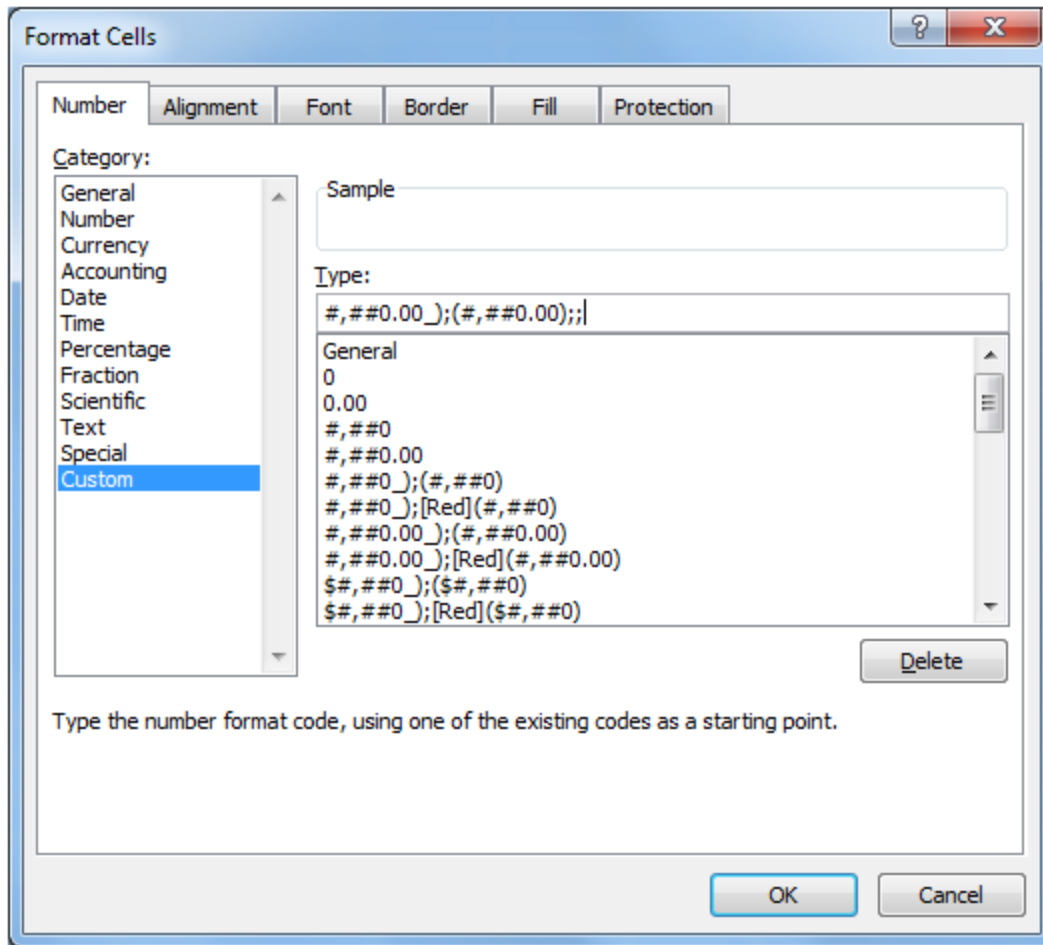 Format Cells
Number Alignment Font Border Fill Protection
Category:
General
Number
Currency
Accounting
Date
Time
Percentage
Fraction
Scientific
Text
Special
Custom
Sample
Type:
#,##0.00_);(#,##0.00);;
General
0
0.00
#,##0
#,##0.00
#,##0_);(#,##0)
#,##0_);[Red](#,##0)
#,##0.00_);(#,##0.00)
#,##0.00_);[Red](#,##0.00)
$#,##0_);($#,##0)
$#,##0_);[Red]($#,##0)
Delete
Type the number format code, using one of the existing codes as a starting point.
OK Cancel